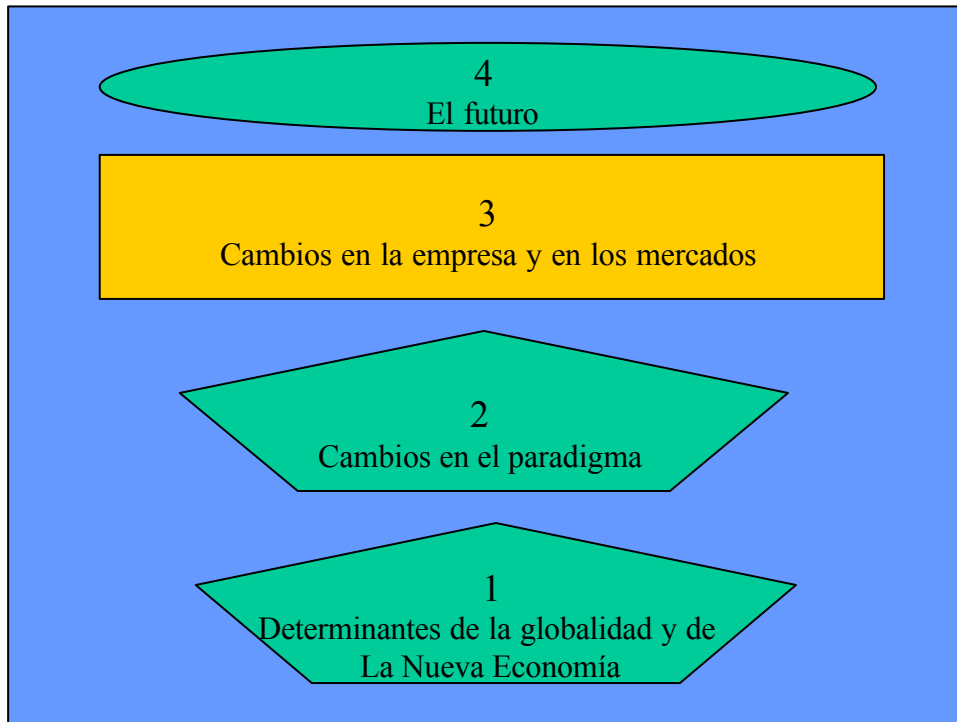 4
El futuro
3
Cambios en la empresa y en los mercados
2
Cambios en el paradigma
1
Determinantes de la globalidad y de
La Nueva Economía